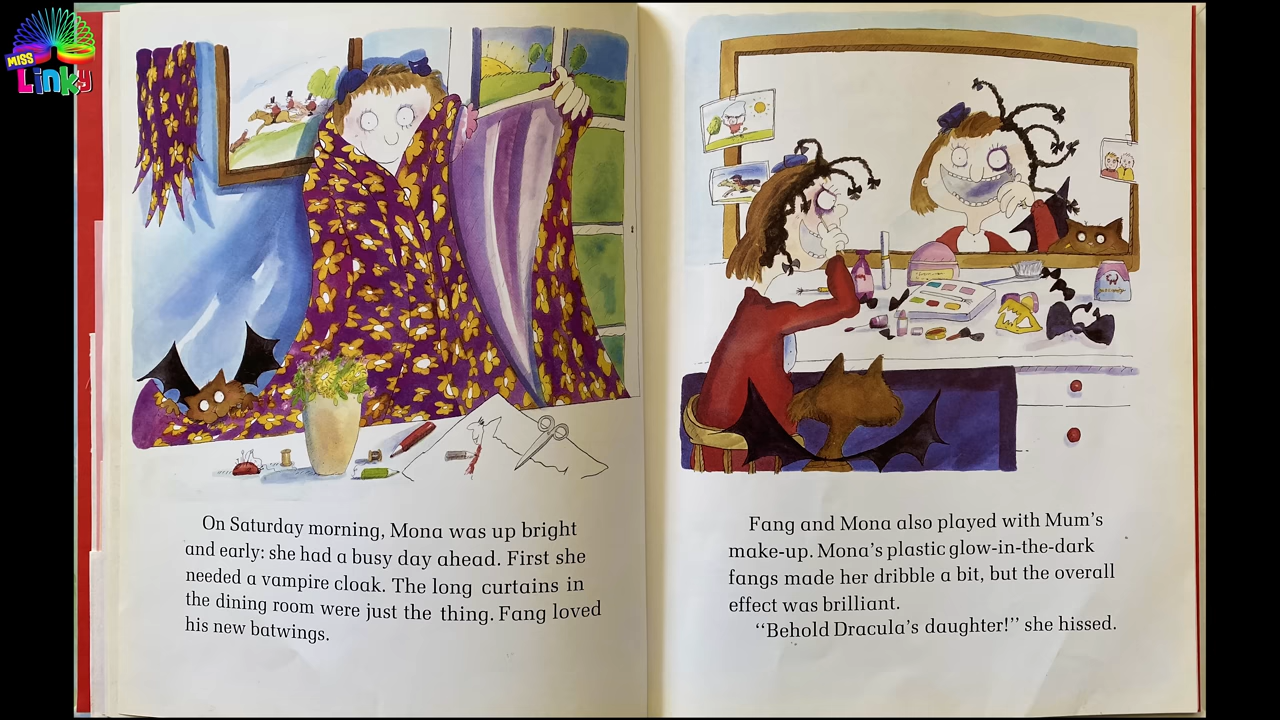 MISS
Linky
On Saturday morning, Mona was up bright
and early: she had a busy day ahead. First she
needed a vampire cloak. The long curtains in
the dining room were just the thing. Fang loved
his new batwings.
Fang and Mona also played with Mum's
make-up. Mona's plastic glow-in-the-dark
fangs made her dribble a bit, but the overall
effect was brilliant.
“Behold Dracula's daughter!” she hissed.